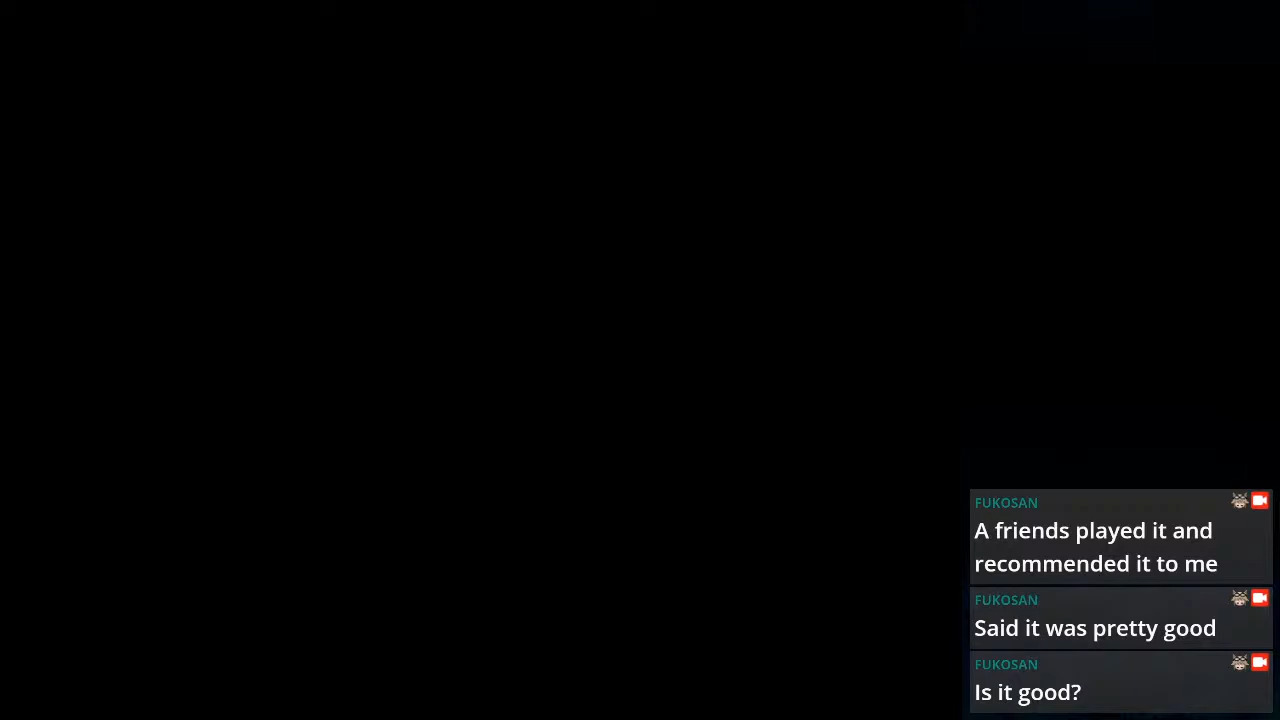 FUKOSAN
A friends played it and
recommended it to me
FUKOSAN
Said it was pretty good
FUKOSAN
Is it good?